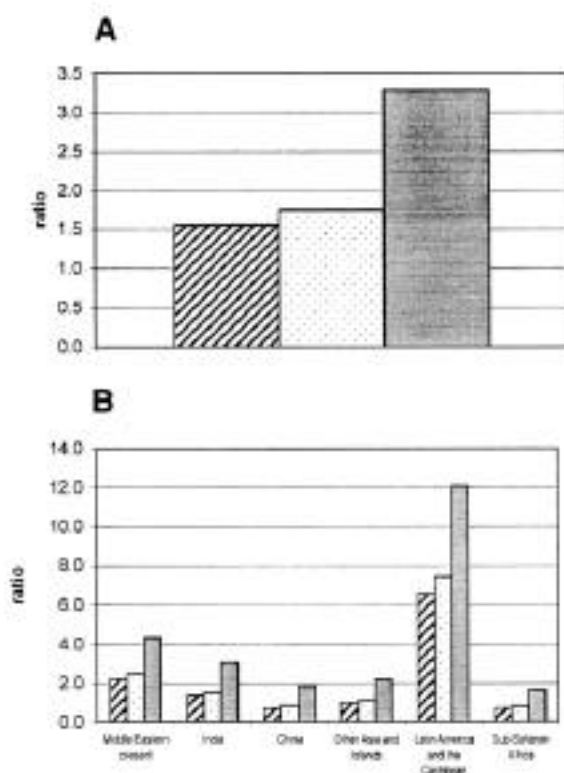 A
3.5
3.0
2.5
2.0
1.5
1.0
0.5
0.0
ratio
B
14.0
12.0
10.0
8.0
6.0
4.0
2.0
0.0
ratio
Middle Eastern
crescent
India
China
Other Asia and
Islands
Latin America
and the
Caribbean
Sub-Saharan
Africa